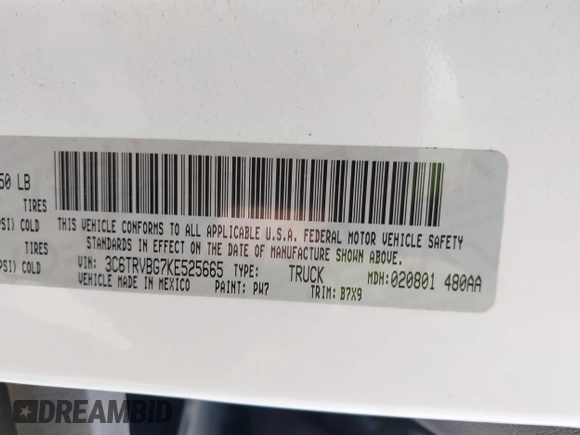 50 LB
TIRES
PSI) COLD
TIRES
PSI) COLD
THIS VEHICLE CONFORMS TO ALL APPLICABLE U.S.A. FEDERAL MOTOR VEHICLE SAFETY
STANDARDS IN EFFECT ON THE DATE OF MANUFACTURE SHOWN ABOVE.
VIN: 3C6TRVBG7KE525665 TYPE: TRUCK MDH:020801 480AA
VEHICLE MADE IN MEXICO PAINT: PW7 TRIM: B7X9
DREAMBID